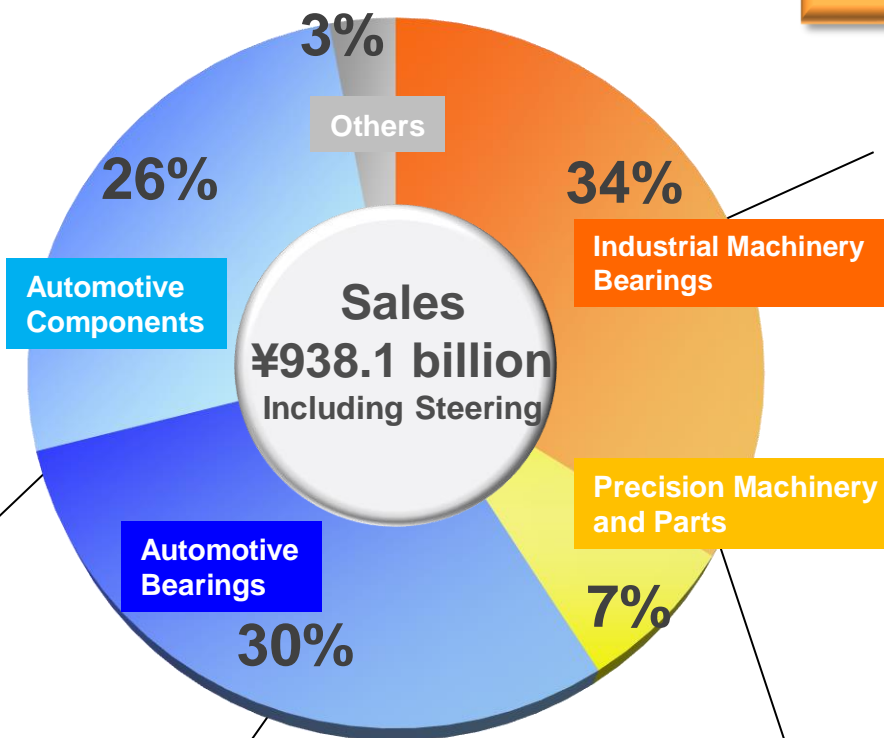 3%
Others
26%
34%
Industrial Machinery
Bearings
Automotive
Components
Sales
¥938.1 billion
Including Steering
Precision Machinery
and Parts
Automotive
Bearings
7%
30%